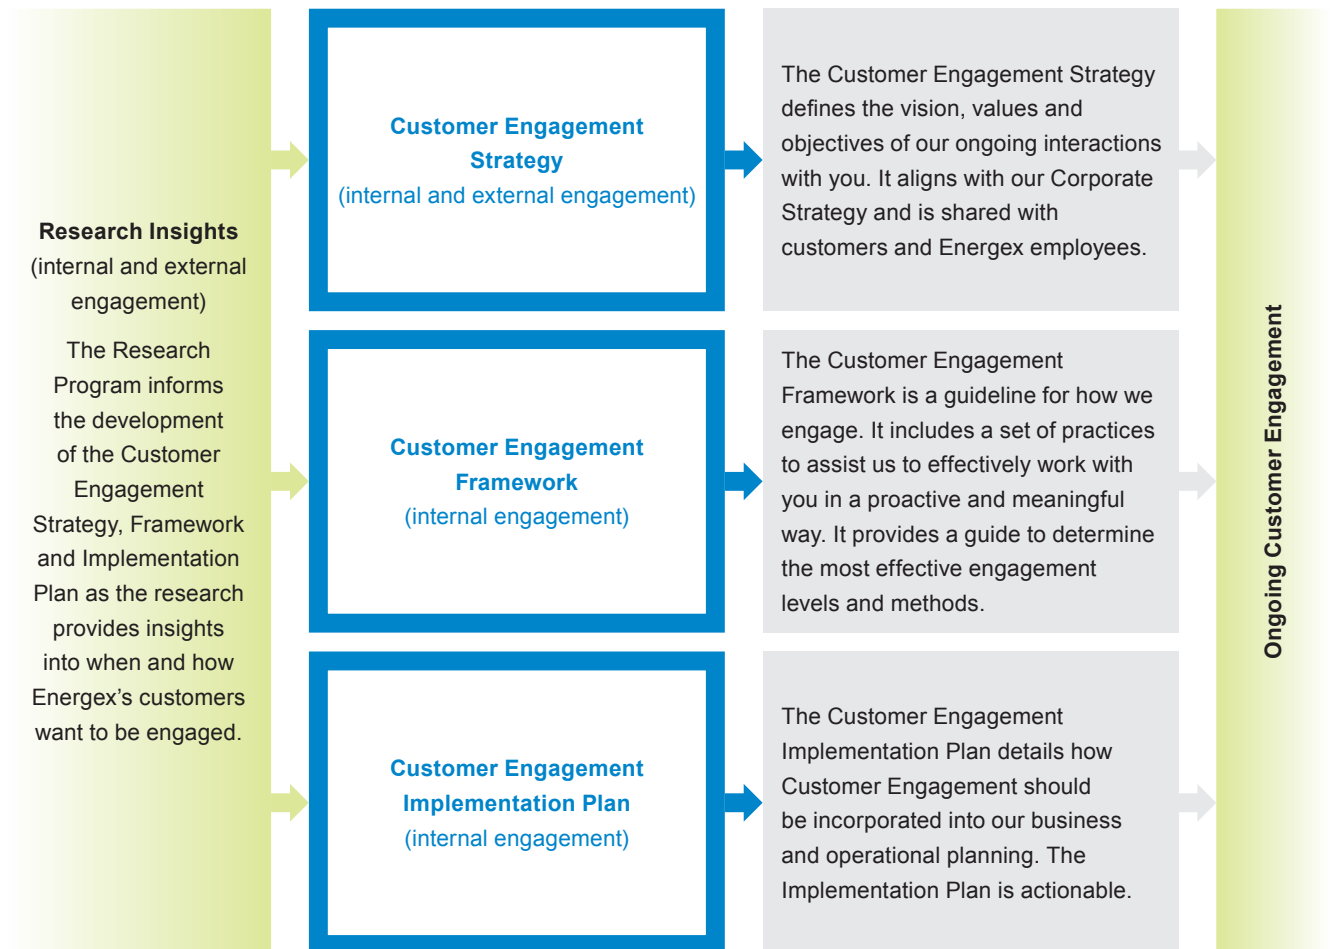 Research Insights
(internal and external
engagement)
The Research
Program informs
the development
of the Customer
Engagement
Strategy, Framework
and Implementation
Plan as the research
provides insights
into when and how
Energex’s customers
want to be engaged.
Customer Engagement
Strategy
(internal and external engagement)
The Customer Engagement Strategy
defines the vision, values and
objectives of our ongoing interactions
with you. It aligns with our Corporate
Strategy and is shared with
customers and Energex employees.
Customer Engagement
Framework
(internal engagement)
The Customer Engagement
Framework is a guideline for how we
engage. It includes a set of practices
to assist us to effectively work with
you in a proactive and meaningful
way. It provides a guide to determine
the most effective engagement
levels and methods.
Customer Engagement
Implementation Plan
(internal engagement)
The Customer Engagement
Implementation Plan details how
Customer Engagement should
be incorporated into our business
and operational planning. The
Implementation Plan is actionable.
Ongoing Customer Engagement